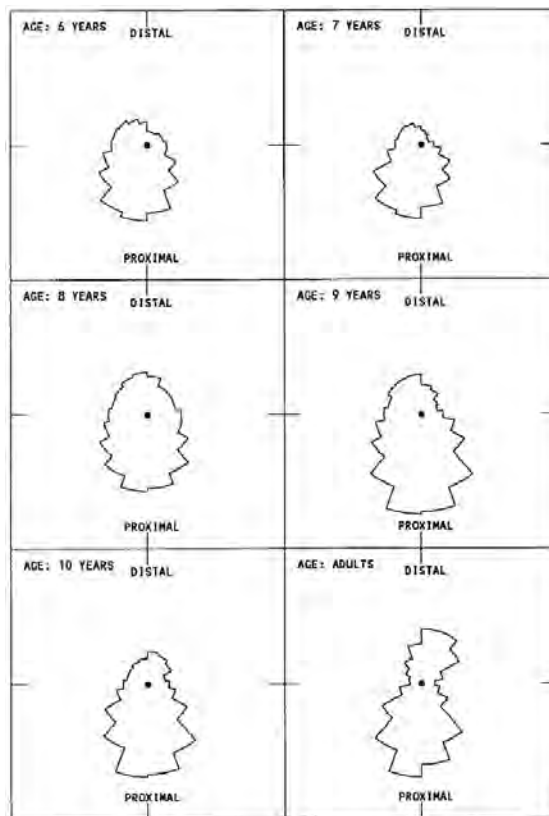 AGE: 6 YEARS
DISTAL
PROXIMAL
AGE: 7 YEARS
DISTAL
PROXIMAL
AGE: 8 YEARS
DISTAL
PROXIMAL
AGE: 9 YEARS
DISTAL
PROXIMAL
AGE: 10 YEARS
DISTAL
PROXIMAL
AGE: ADULTS
DISTAL
PROXIMAL